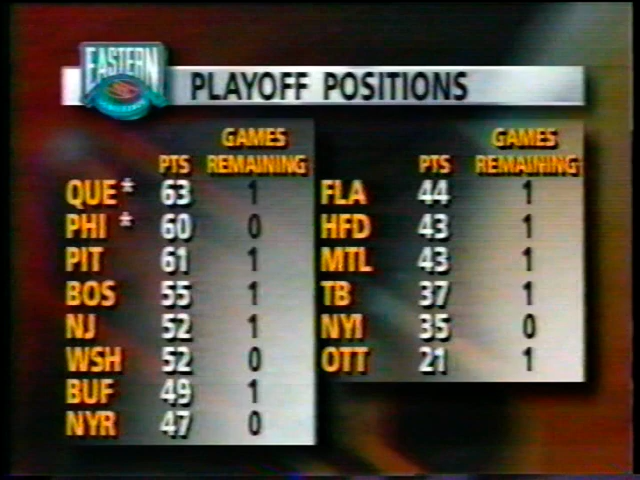 EASTERN
PLAYOFF POSITIONS
GAMES
PTS REMAINING
QUE* 63 1
PHI * 60 0
PIT 61 1
BOS 55 1
NJ 52 1
WSH 52 0
BUF 49 1
NYR 47 0
GAMES
PTS REMAINING
FLA 44 1
HFD 43 1
MTL 43 1
TB 37 1
NYI 35 0
OTT 21 1